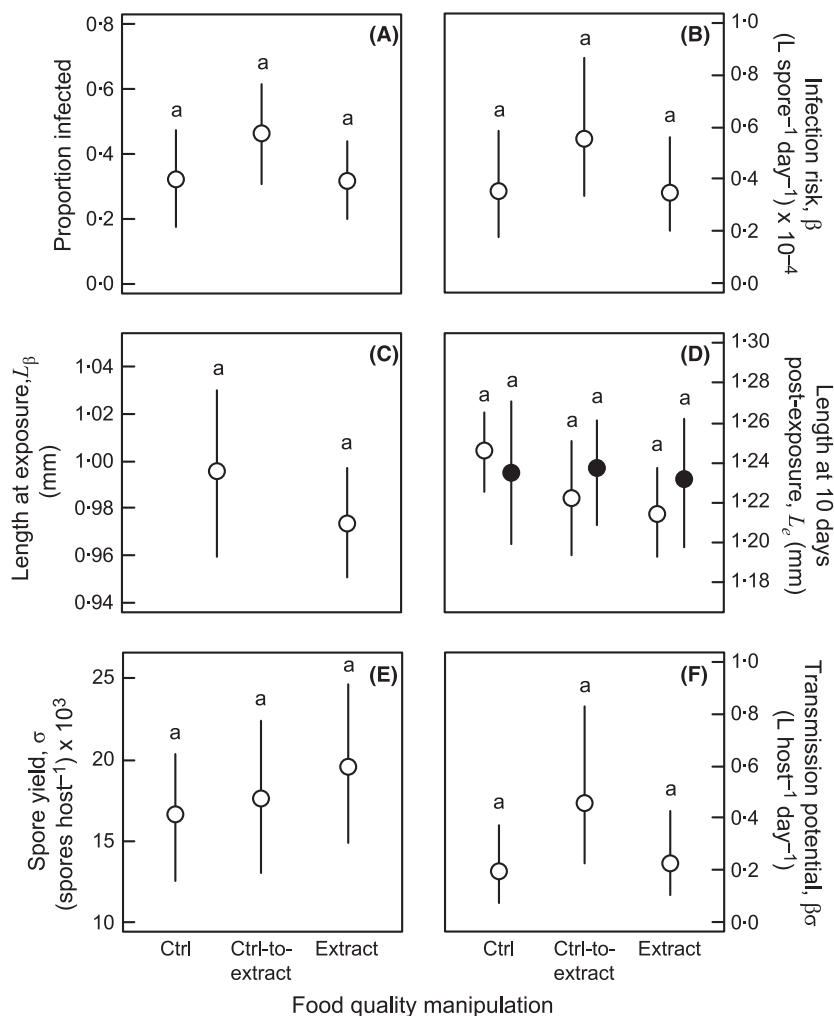 (A)
0·8
0·6
0·4
0·2
0·0
Proportion infected
a
a
a
(B)
1·0
0·8
0·6
0·4
0·2
0·0
Infection risk, β
(L spore⁻¹ day⁻¹) x 10⁻⁴
a
a
a
(C)
1·04
1·02
1·00
0·98
0·96
0·94
Length at exposure, L_β
(mm)
a
a
(D)
1·30
1·28
1·26
1·24
1·22
1·20
1·18
Length at 10 days
post-exposure, L_e (mm)
a
a
a
a
a
a
(E)
25
20
15
10
Spore yield, σ
(spores host⁻¹) x 10³
a
a
a
(F)
1·0
0·8
0·6
0·4
0·2
0·0
Transmission potential, βσ
(L host⁻¹ day⁻¹)
a
a
a
Ctrl
Ctrl-to-
extract
Extract
Ctrl
Ctrl-to-
extract
Extract
Food quality manipulation